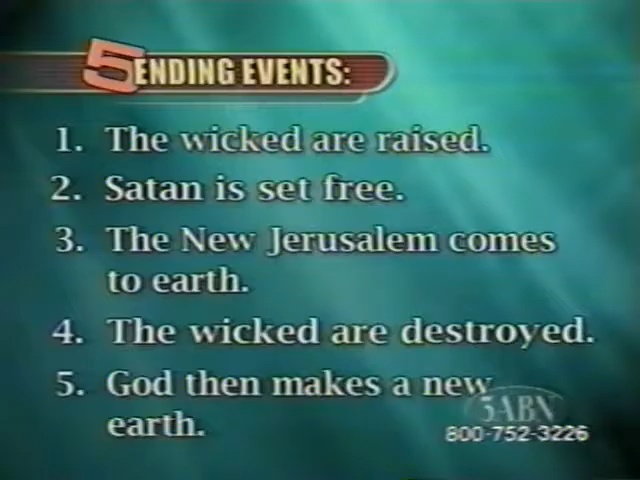 5 ENDING EVENTS:
1. The wicked are raised.
2. Satan is set free.
3. The New Jerusalem comes
to earth.
4. The wicked are destroyed.
5. God then makes a new
earth.
3ABN
800-752-3226